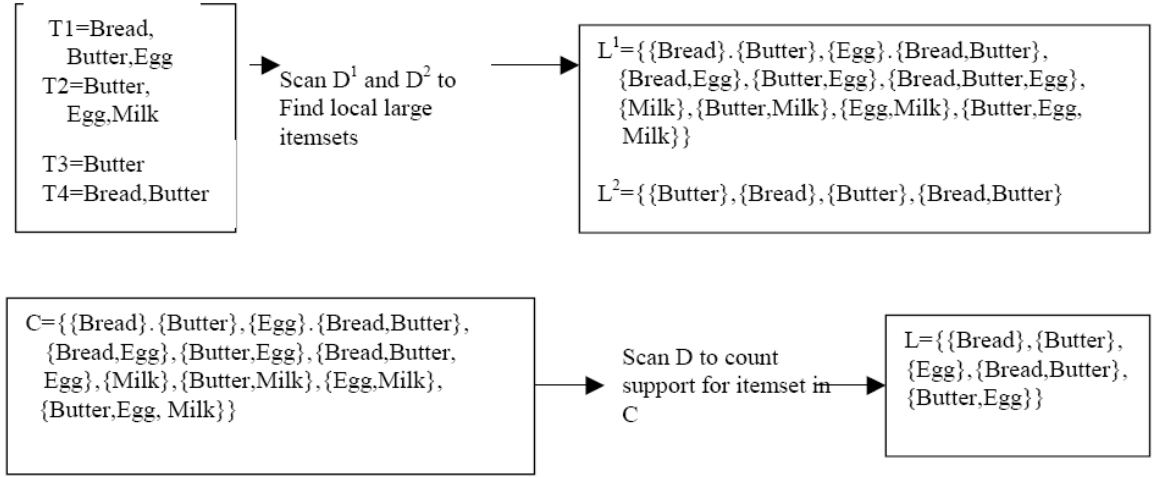 T1=Bread,
Butter,Egg
T2=Butter,
Egg,Milk
T3=Butter
T4=Bread,Butter
Scan D¹ and D² to
Find local large
itemsets
L¹={{Bread}.{Butter},{Egg}.{Bread,Butter},
{Bread,Egg},{Butter,Egg},{Bread,Butter,Egg},
{Milk},{Butter,Milk},{Egg,Milk},{Butter,Egg,
Milk}}
L²={{Butter},{Bread},{Butter},{Bread,Butter}
C={{Bread}.{Butter},{Egg}.{Bread,Butter},
{Bread,Egg},{Butter,Egg},{Bread,Butter,
Egg},{Milk},{Butter,Milk},{Egg,Milk},
{Butter,Egg, Milk}}
Scan D to count
support for itemset in
C
L={{Bread},{Butter},
{Egg},{Bread,Butter},
{Butter,Egg}}